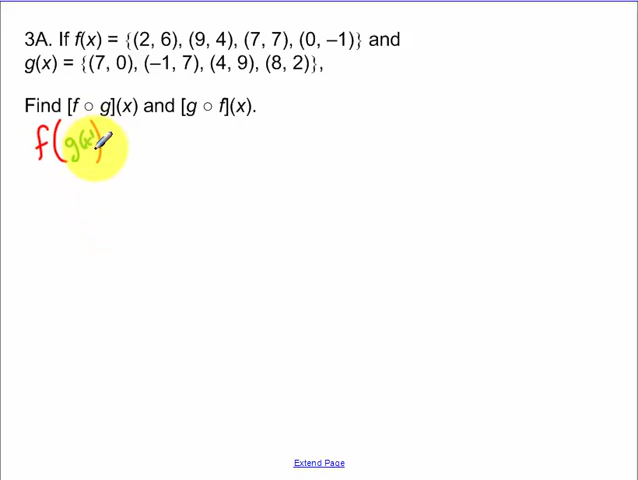 3A. If f(x) = {(2, 6), (9, 4), (7, 7), (0, –1)} and
g(x) = {(7, 0), (–1, 7), (4, 9), (8, 2)},
Find [f ○ g](x) and [g ○ f](x).
f(g(x))
Extend Page